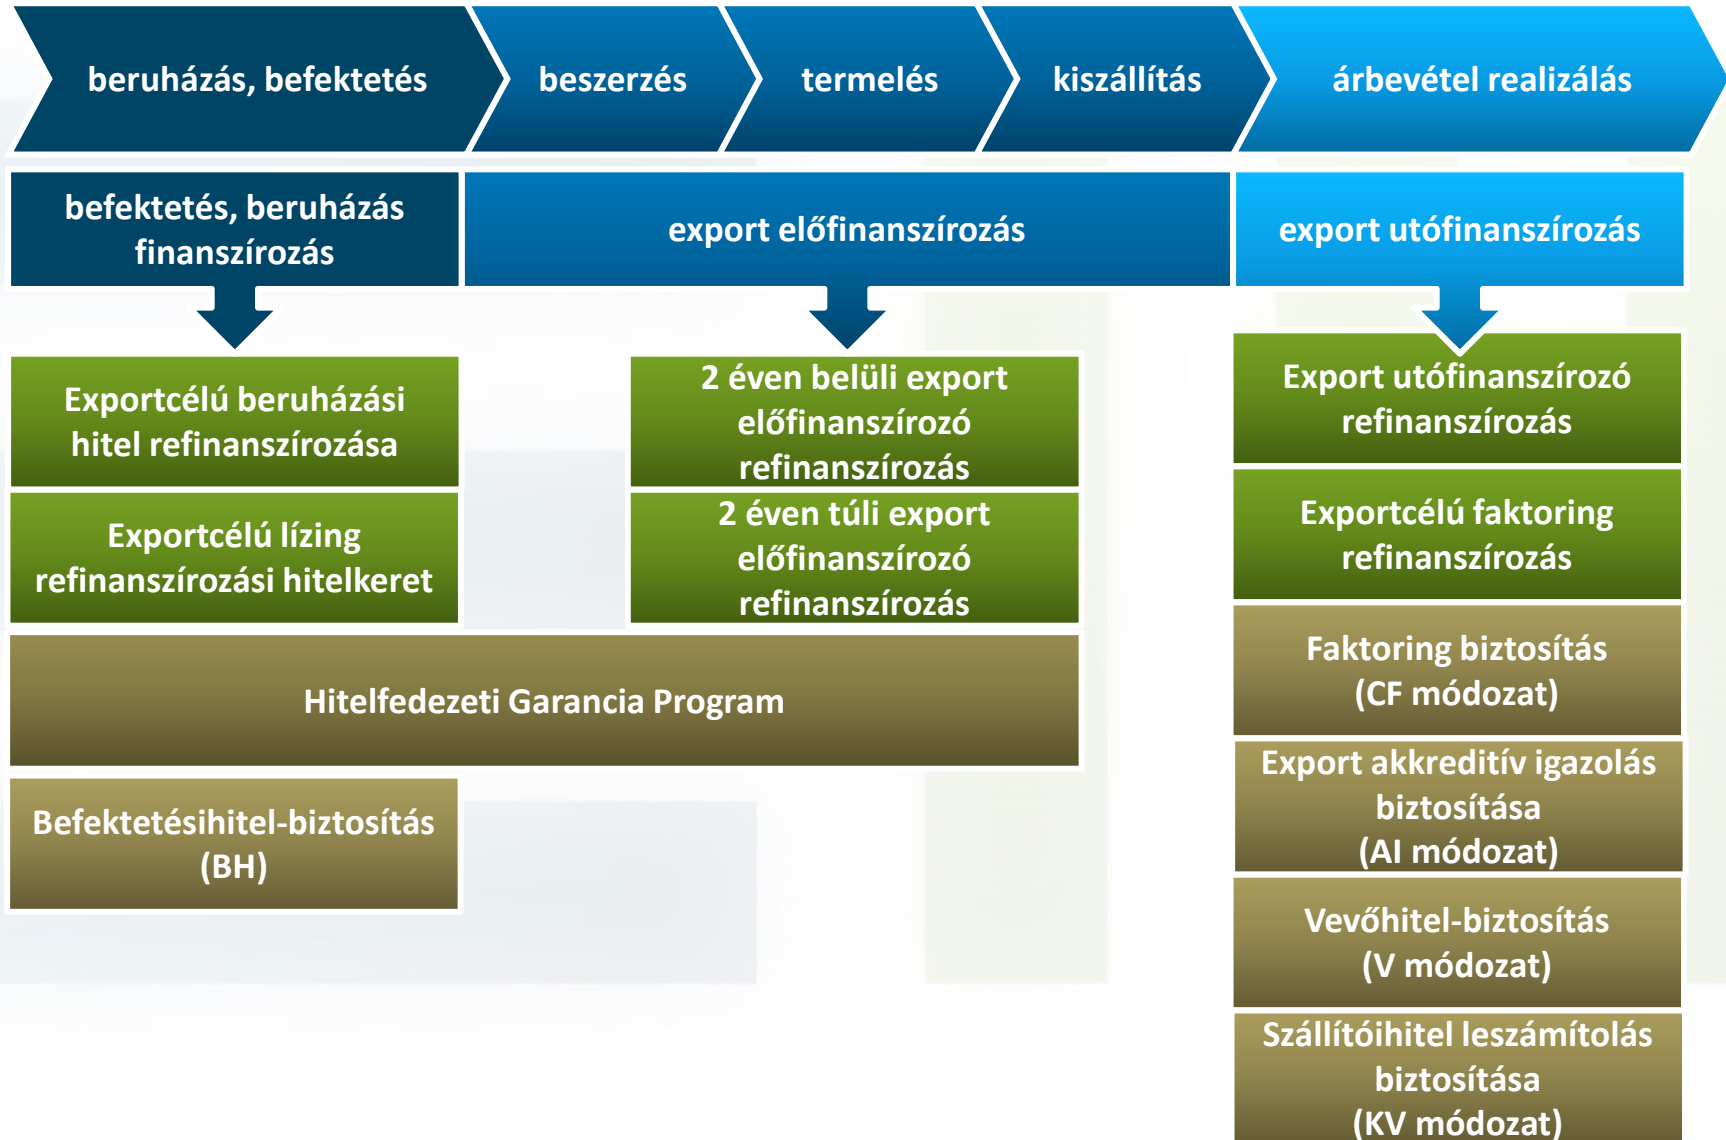 beruházás, befektetés
beszerzés
termelés
kiszállítás
árbevétel realizálás
befektetés, beruházás
finanszírozás
export előfinanszírozás
export utófinanszírozás
Exportcélú beruházási
hitel refinanszírozása
Exportcélú lízing
refinanszírozási hitelkeret
2 éven belüli export
előfinanszírozó
refinanszírozás
2 éven túli export
előfinanszírozó
refinanszírozás
Hitelfedezeti Garancia Program
Befektetésihitel-biztosítás
(BH)
Export utófinanszírozó
refinanszírozás
Exportcélú faktoring
refinanszírozás
Faktoring biztosítás
(CF módozat)
Export akkreditív igazolás
biztosítása
(AI módozat)
Vevőhitel-biztosítás
(V módozat)
Szállítóihitel leszámítolás
biztosítása
(KV módozat)